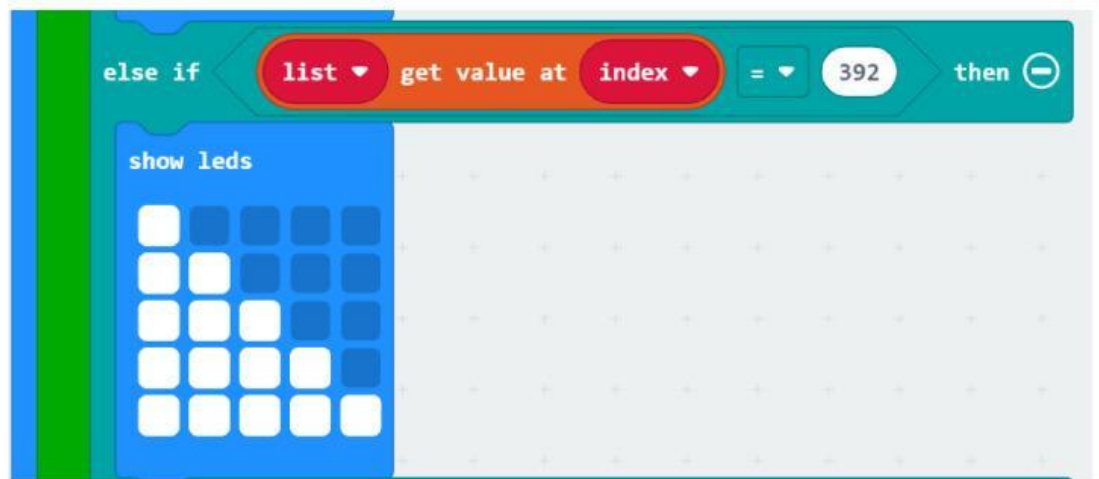 else if list get value at index = 392 then
show leds